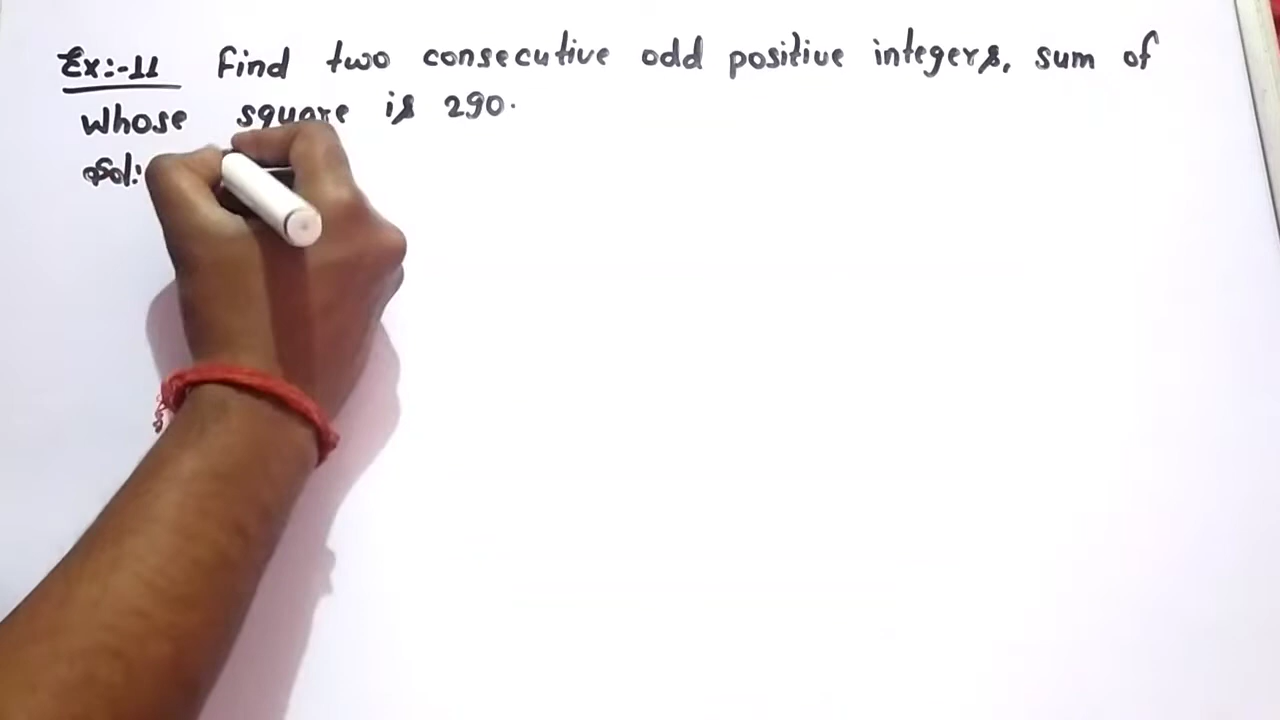 Ex:-11 Find two consecutive odd positive integers, sum of
whose square is 290.
Sol: